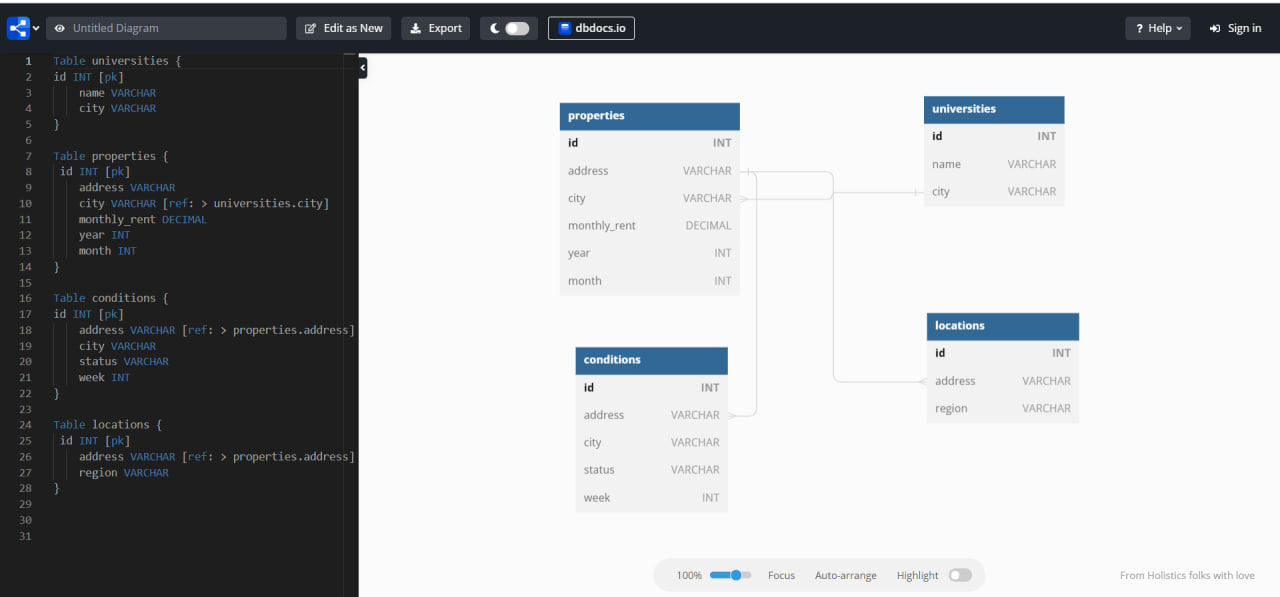 Untitled Diagram
Edit as New
Export
dbdocs.io
? Help
Sign in
1 Table universities {
2 id INT [pk]
3 name VARCHAR
4 city VARCHAR
5 }
6
7 Table properties {
8 id INT [pk]
9 address VARCHAR
10 city VARCHAR [ref: > universities.city]
11 monthly_rent DECIMAL
12 year INT
13 month INT
14 }
15
16 Table conditions {
17 id INT [pk]
18 address VARCHAR [ref: > properties.address]
19 city VARCHAR
20 status VARCHAR
21 week INT
22 }
23
24 Table locations {
25 id INT [pk]
26 address VARCHAR [ref: > properties.address]
27 region VARCHAR
28 }
29
30
31
properties
id INT
address VARCHAR
city VARCHAR
monthly_rent DECIMAL
year INT
month INT
universities
id INT
name VARCHAR
city VARCHAR
conditions
id INT
address VARCHAR
city VARCHAR
status VARCHAR
week INT
locations
id INT
address VARCHAR
region VARCHAR
100%
Focus
Auto-arrange
Highlight
From Holistics folks with love